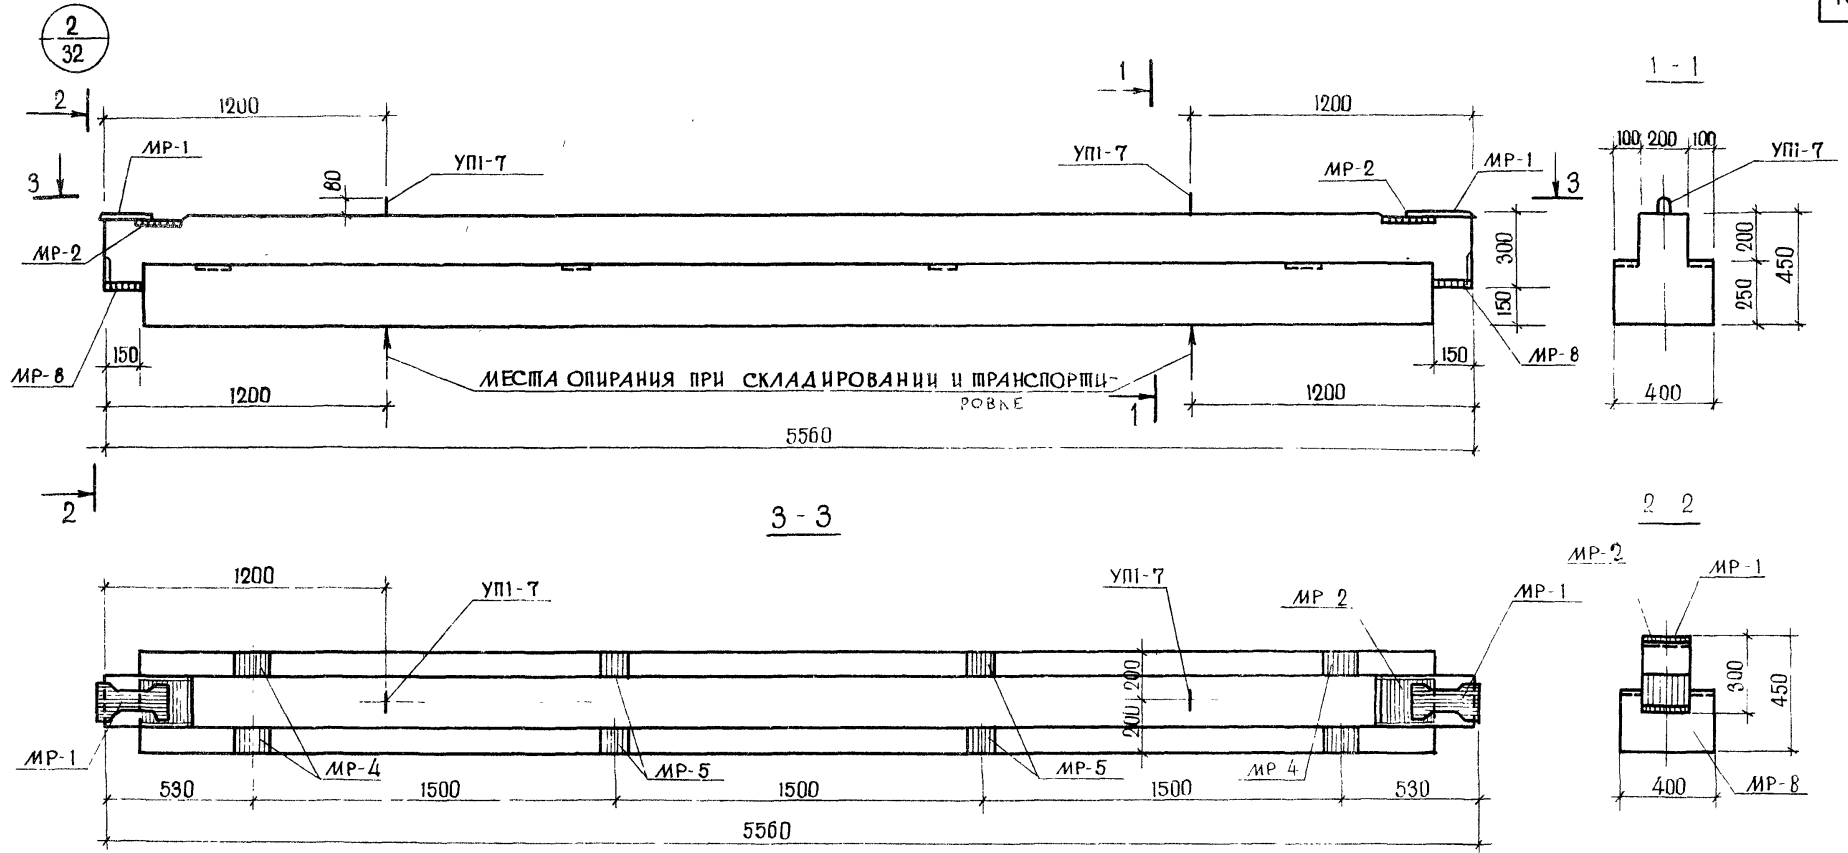 2
32
1
1 - 1
2
1200
1200
МР-1
УП1-7
УП1-7
МР-2
МР-1
100 200 100
УП1-7
3
80
3
МР-2
300
200
450
150
250
МР-8
150
150
МР-8
МЕСТА ОПИРАНИЯ ПРИ СКЛАДИРОВАНИИ И ТРАНСПОРТИ-
РОВКЕ
1200
1
1200
400
5560
2
3 - 3
2 2
1200
УП1-7
УП1-7
МР 2
МР-1
МР-2
МР-1
200
200
300
450
МР-1
МР-4
МР-5
МР-5
МР 4
МР-8
530
1500
1500
1500
530
400
5560